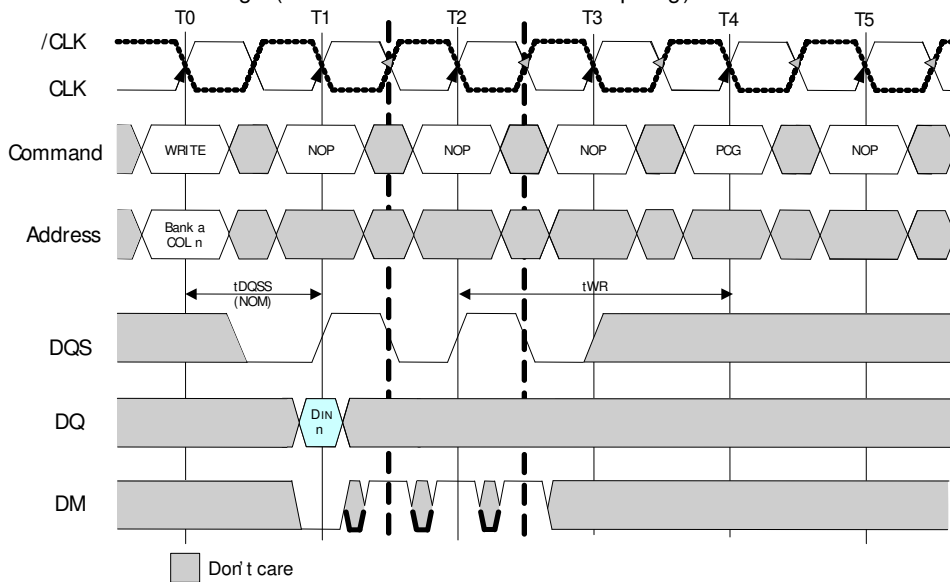 T0 T1 T2 T3 T4 T5
/CLK
CLK
Command WRITE NOP NOP NOP PCG NOP
Address Bank a
COL n
tDQSS
(NOM)
tWR
DQS
DQ DIN
n
DM
Don't care